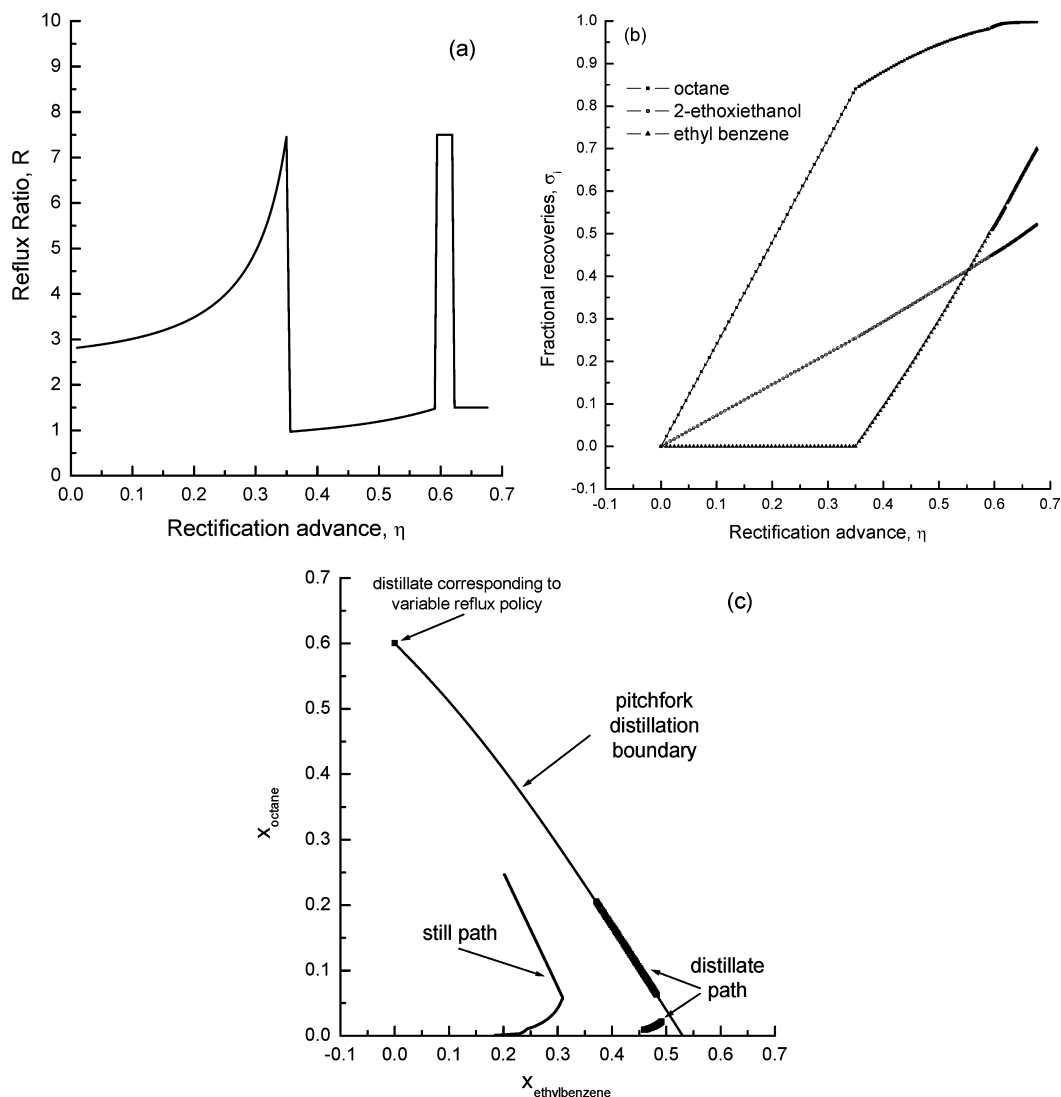 (a)
10
9
8
7
6
5
4
3
2
1
0
0.0 0.1 0.2 0.3 0.4 0.5 0.6 0.7
Reflux Ratio, R
Rectification advance, η
(b)
octane
2-ethoxiethanol
ethyl benzene
1.0
0.9
0.8
0.7
0.6
0.5
0.4
0.3
0.2
0.1
0.0
-0.1
-0.1 0.0 0.1 0.2 0.3 0.4 0.5 0.6 0.7
Fractional recoveries, σi
Rectification advance, η
(c)
distillate corresponding to
variable reflux policy
pitchfork
distillation
boundary
still path
distillate
path
0.7
0.6
0.5
0.4
0.3
0.2
0.1
0.0
-0.1 0.0 0.1 0.2 0.3 0.4 0.5 0.6 0.7
xoctane
xethylbenzene